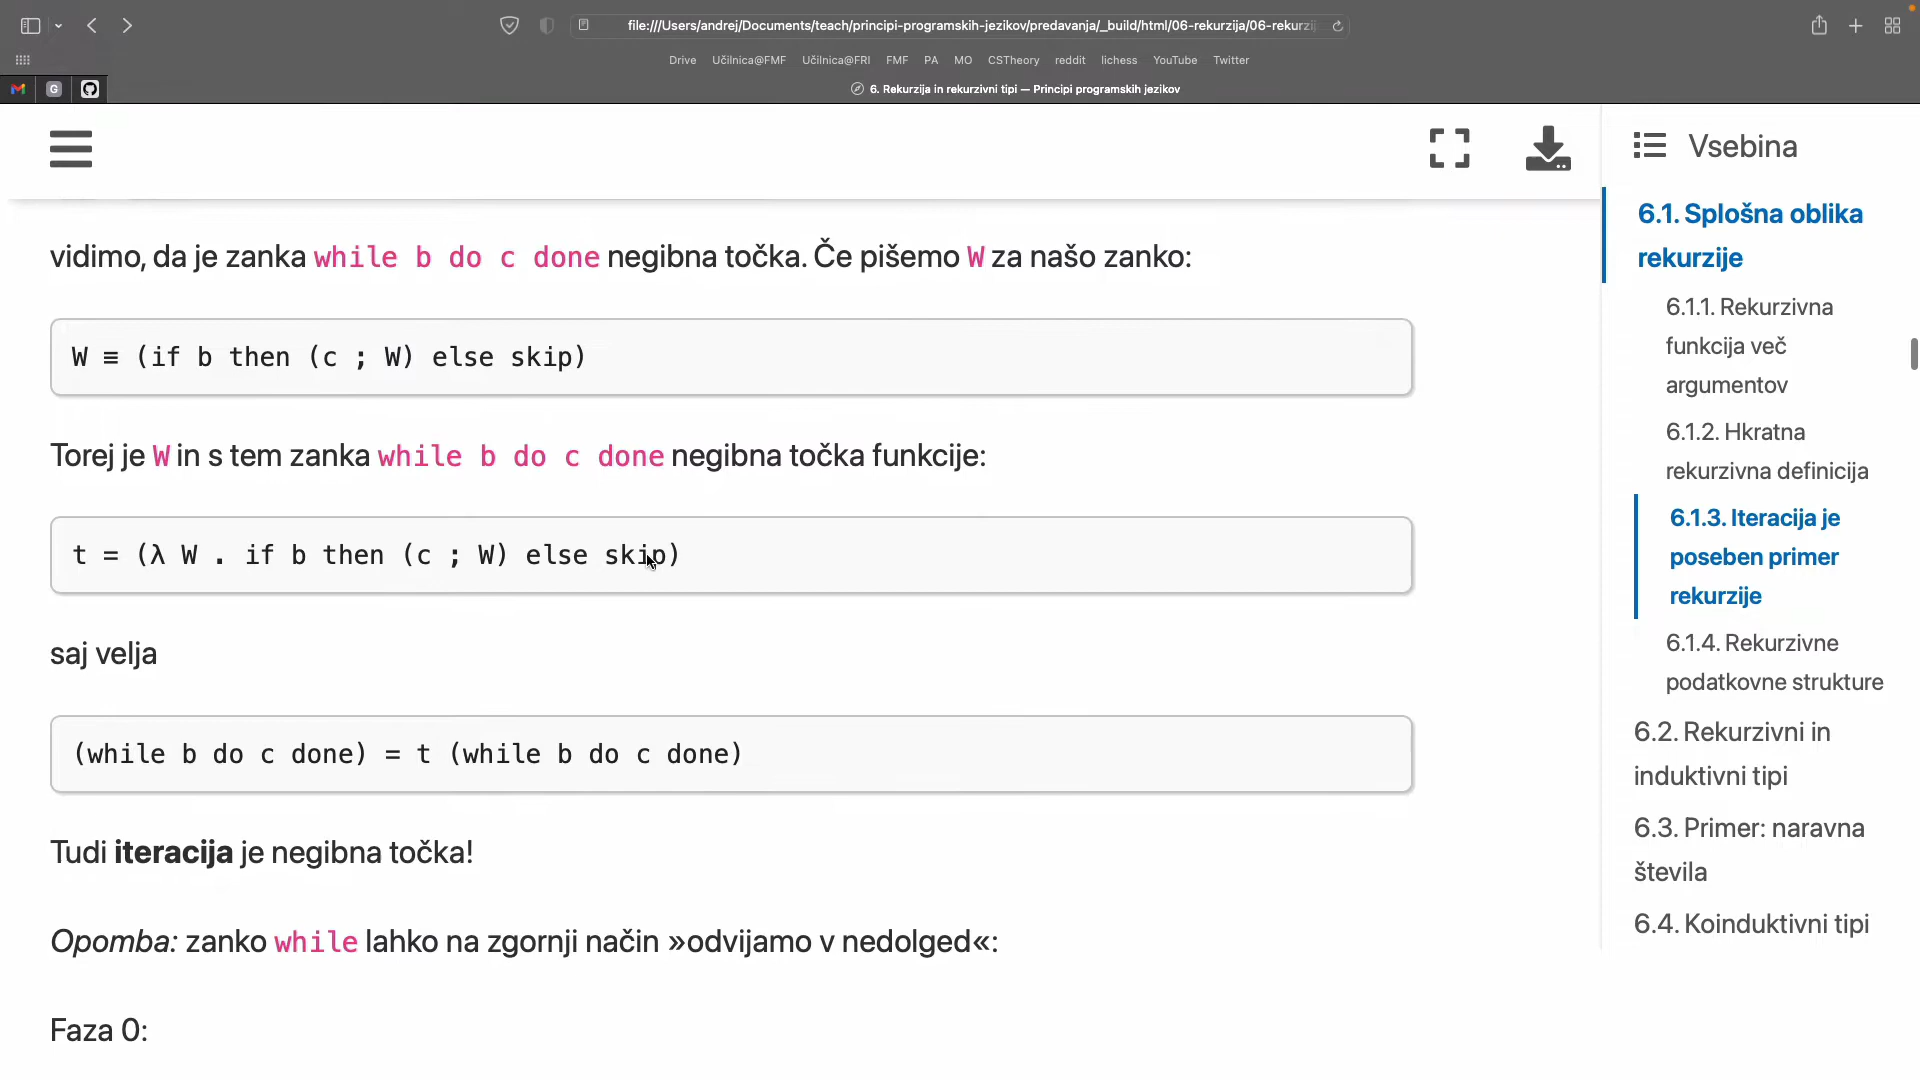 file:///Users/andrej/Documents/teach/principi-programskih-jezikov/predavanja/_build/html/06-rekurzija/06-rekurzi
Drive Učilnica@FMF Učilnica@FRI FMF PA MO CSTheory reddit lichess YouTube Twitter
G
6. Rekurzija in rekurzivni tipi — Principi programskih jezikov
vidimo, da je zanka while b do c done negibna točka. Če pišemo W za našo zanko:
W ≡ (if b then (c ; W) else skip)
Torej je W in s tem zanka while b do c done negibna točka funkcije:
t = (λ W . if b then (c ; W) else skip)
saj velja
(while b do c done) = t (while b do c done)
Tudi iteracija je negibna točka!
Opomba: zanko while lahko na zgornji način »odvijamo v nedolged«:
Faza 0:
Vsebina
6.1. Splošna oblika
rekurzije
6.1.1. Rekurzivna
funkcija več
argumentov
6.1.2. Hkratna
rekurzivna definicija
6.1.3. Iteracija je
poseben primer
rekurzije
6.1.4. Rekurzivne
podatkovne strukture
6.2. Rekurzivni in
induktivni tipi
6.3. Primer: naravna
števila
6.4. Koinduktivni tipi